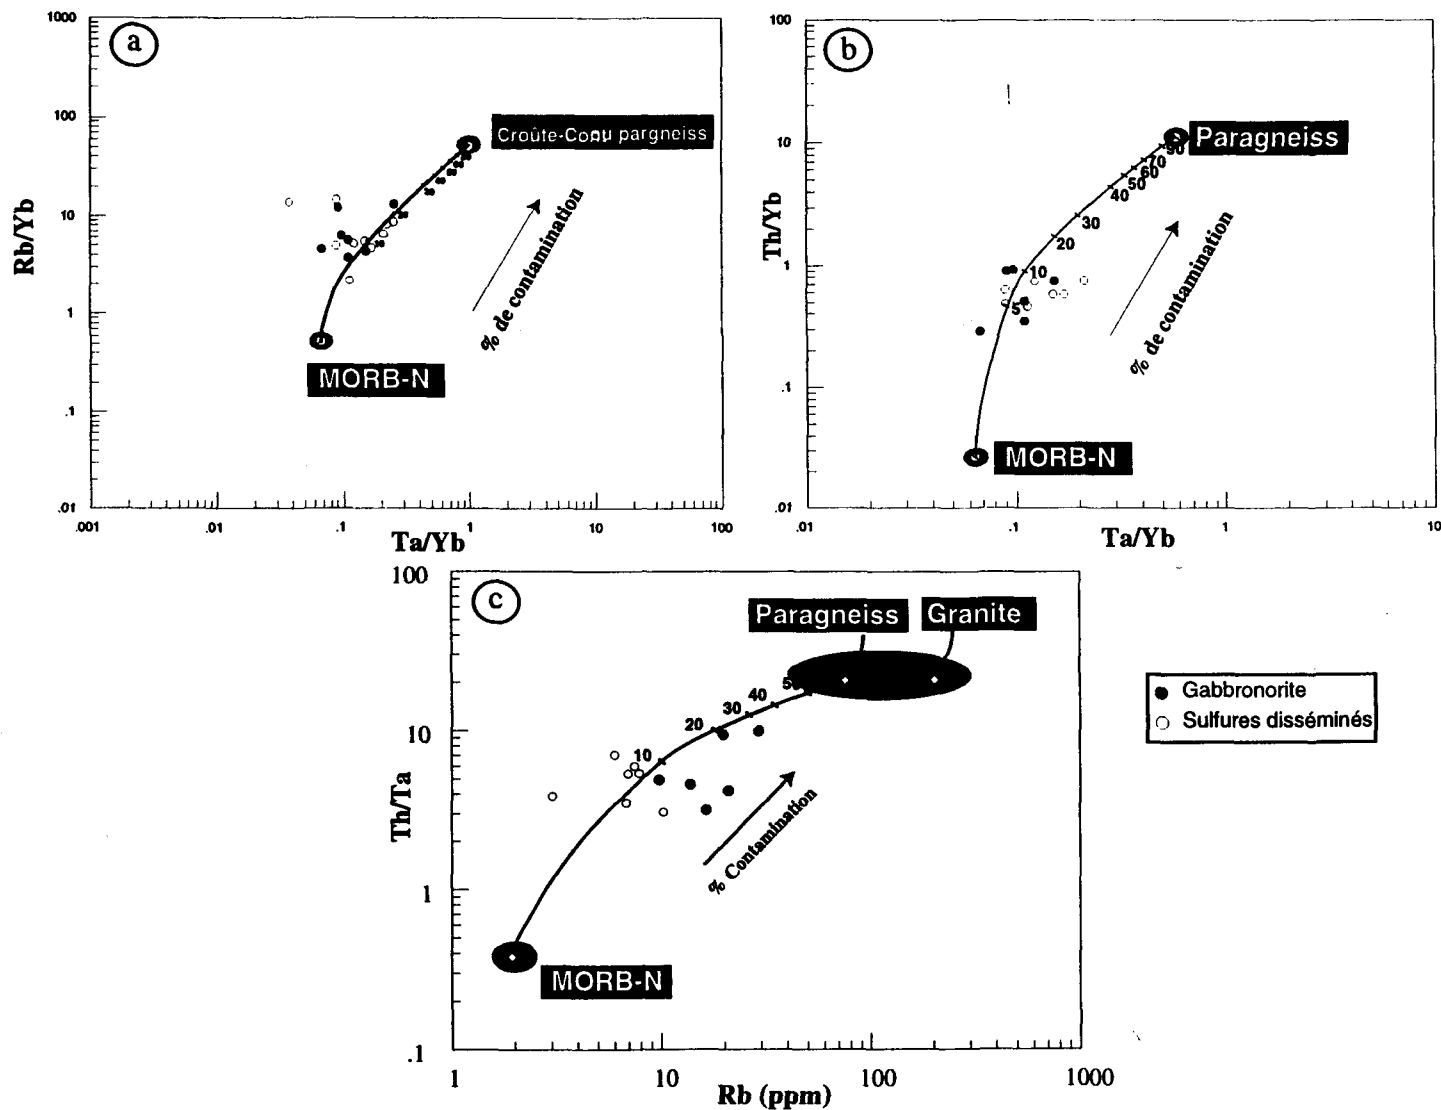 a
1000
100
10
1
.1
.01
Rb/Yb
Croûte-Conu pargneiss
MORB-N
% de contamination
.001
.01
.1
1
10
100
Ta/Yb
b
100
10
1
.1
.01
Th/Yb
Paragneiss
90
70
60
50
40
30
20
10
5
MORB-N
% de contamination
.01
.1
1
10
Ta/Yb
c
100
10
1
.1
Th/Ta
Paragneiss
Granite
40
30
20
10
MORB-N
% Contamination
1
10
100
1000
Rb (ppm)
Gabbronorite
Sulfures disséminés